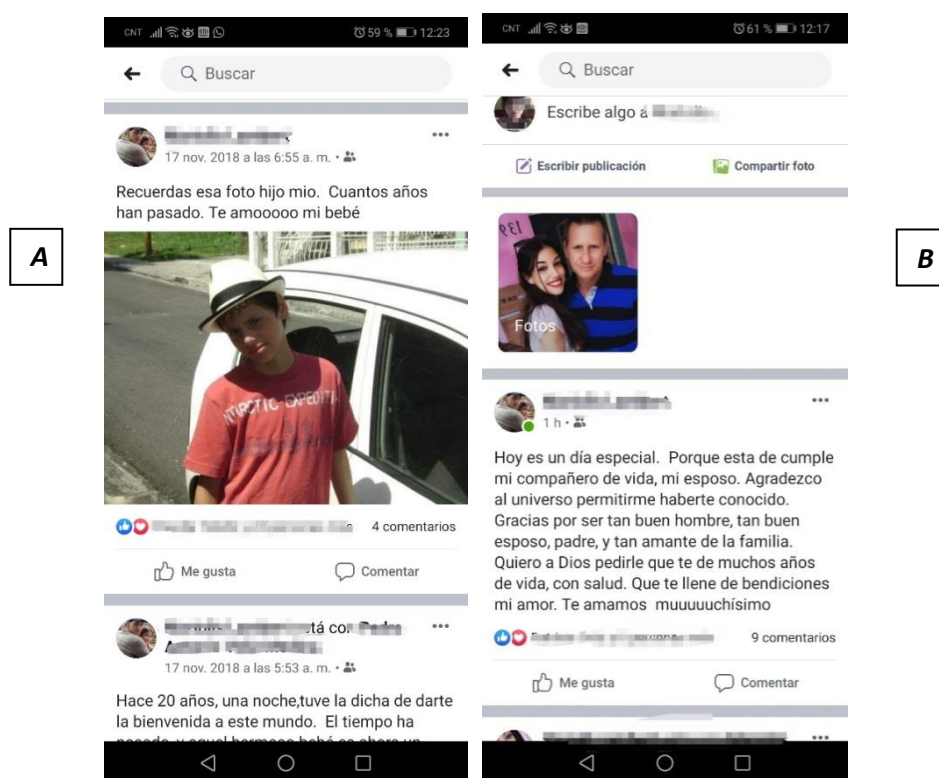 A
CNT 59 % 12:23
Buscar
17 nov. 2018 a las 6:55 a. m.
Recuerdas esa foto hijo mio. Cuantos años
han pasado. Te amooooo mi bebé
4 comentarios
Me gusta Comentar
tá con
17 nov. 2018 a las 5:53 a. m.
Hace 20 años, una noche,tuve la dicha de darte
la bienvenida a este mundo. El tiempo ha
CNT 61 % 12:17
Buscar
Escribe algo a
Escribir publicación Compartir foto
139
Fotos
1 h
Hoy es un día especial. Porque esta de cumple
mi compañero de vida, mi esposo. Agradezco
al universo permitirme haberte conocido.
Gracias por ser tan buen hombre, tan buen
esposo, padre, y tan amante de la familia.
Quiero a Dios pedirle que te de muchos años
de vida, con salud. Que te llene de bendiciones
mi amor. Te amamos muuuuuchísimo
9 comentarios
Me gusta Comentar
B